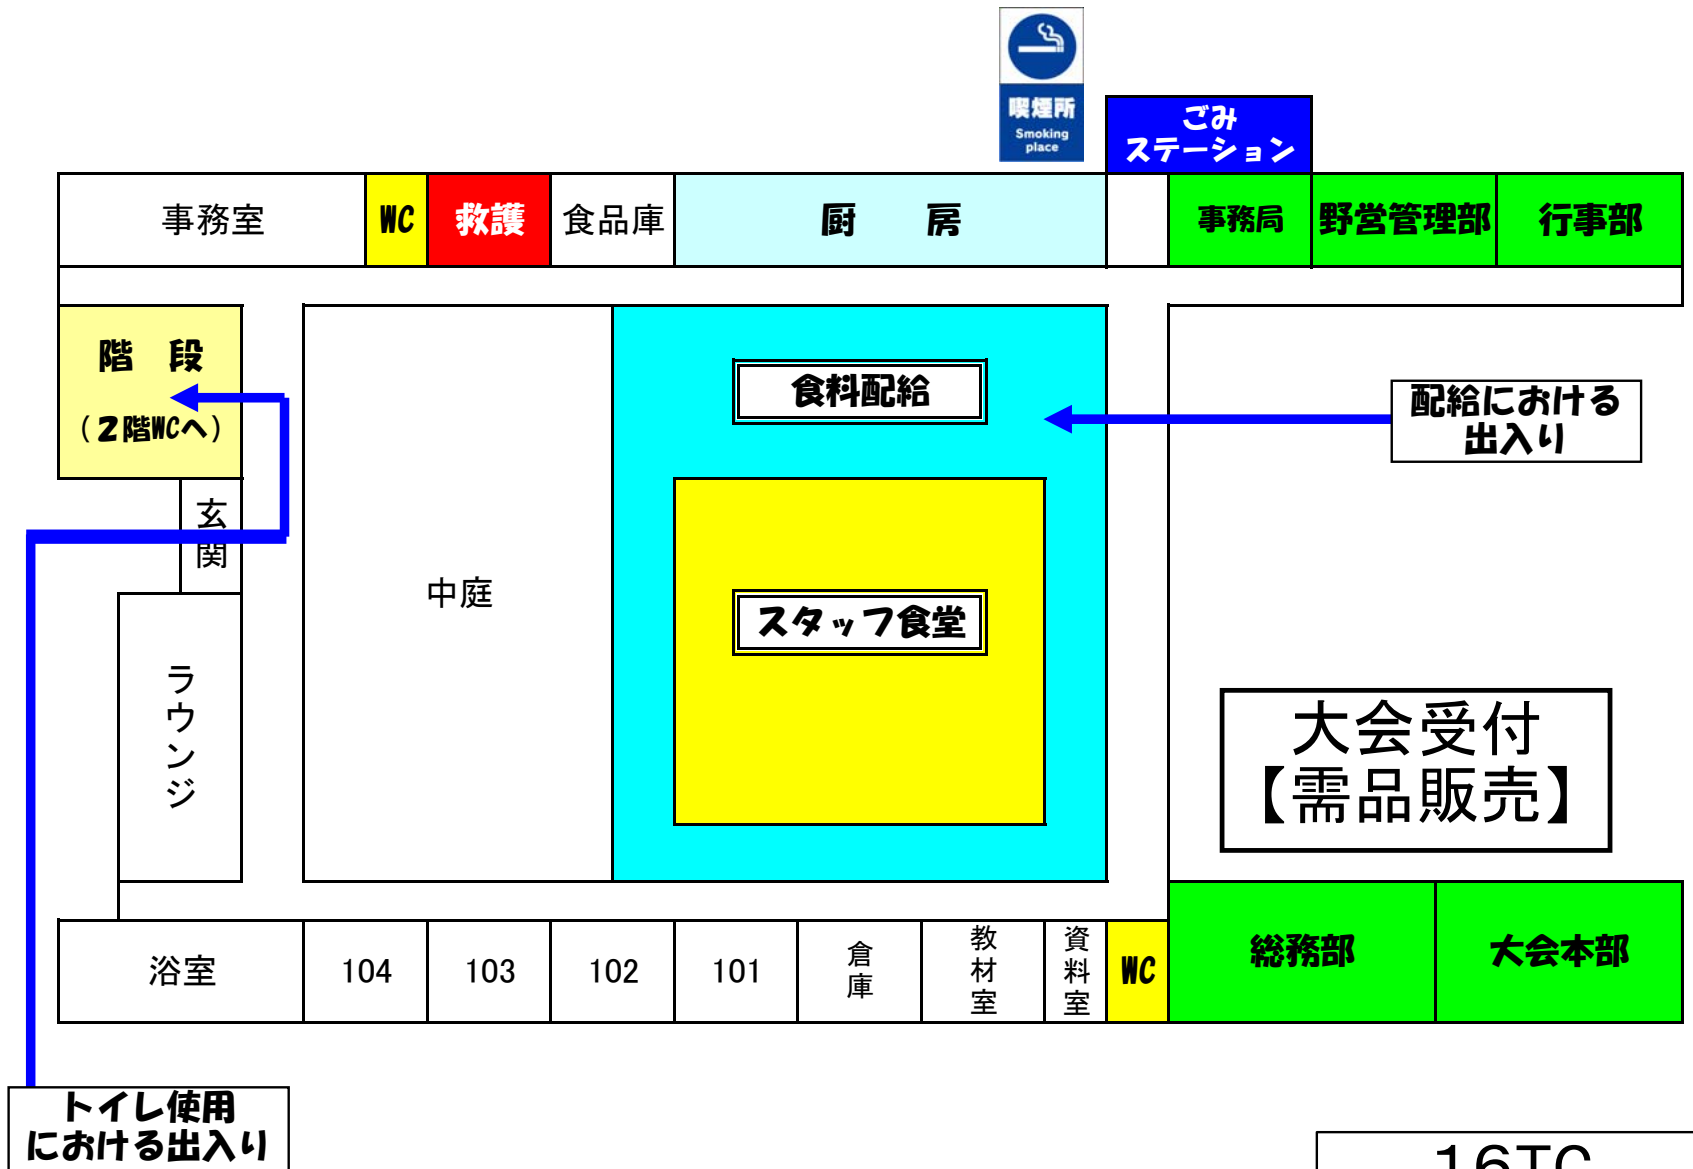 喫煙所
Smoking
place
ごみ
ステーション
事務室
WC
救護
食品庫
厨 房
事務局
野営管理部
行事部
階 段
(2階WCへ)
食料配給
配給における
出入り
玄関
中庭
スタッフ食堂
ラウンジ
大会受付
【需品販売】
浴室
104
103
102
101
倉庫
教材室
資料室
WC
総務部
大会本部
トイレ使用
における出入り
16TC